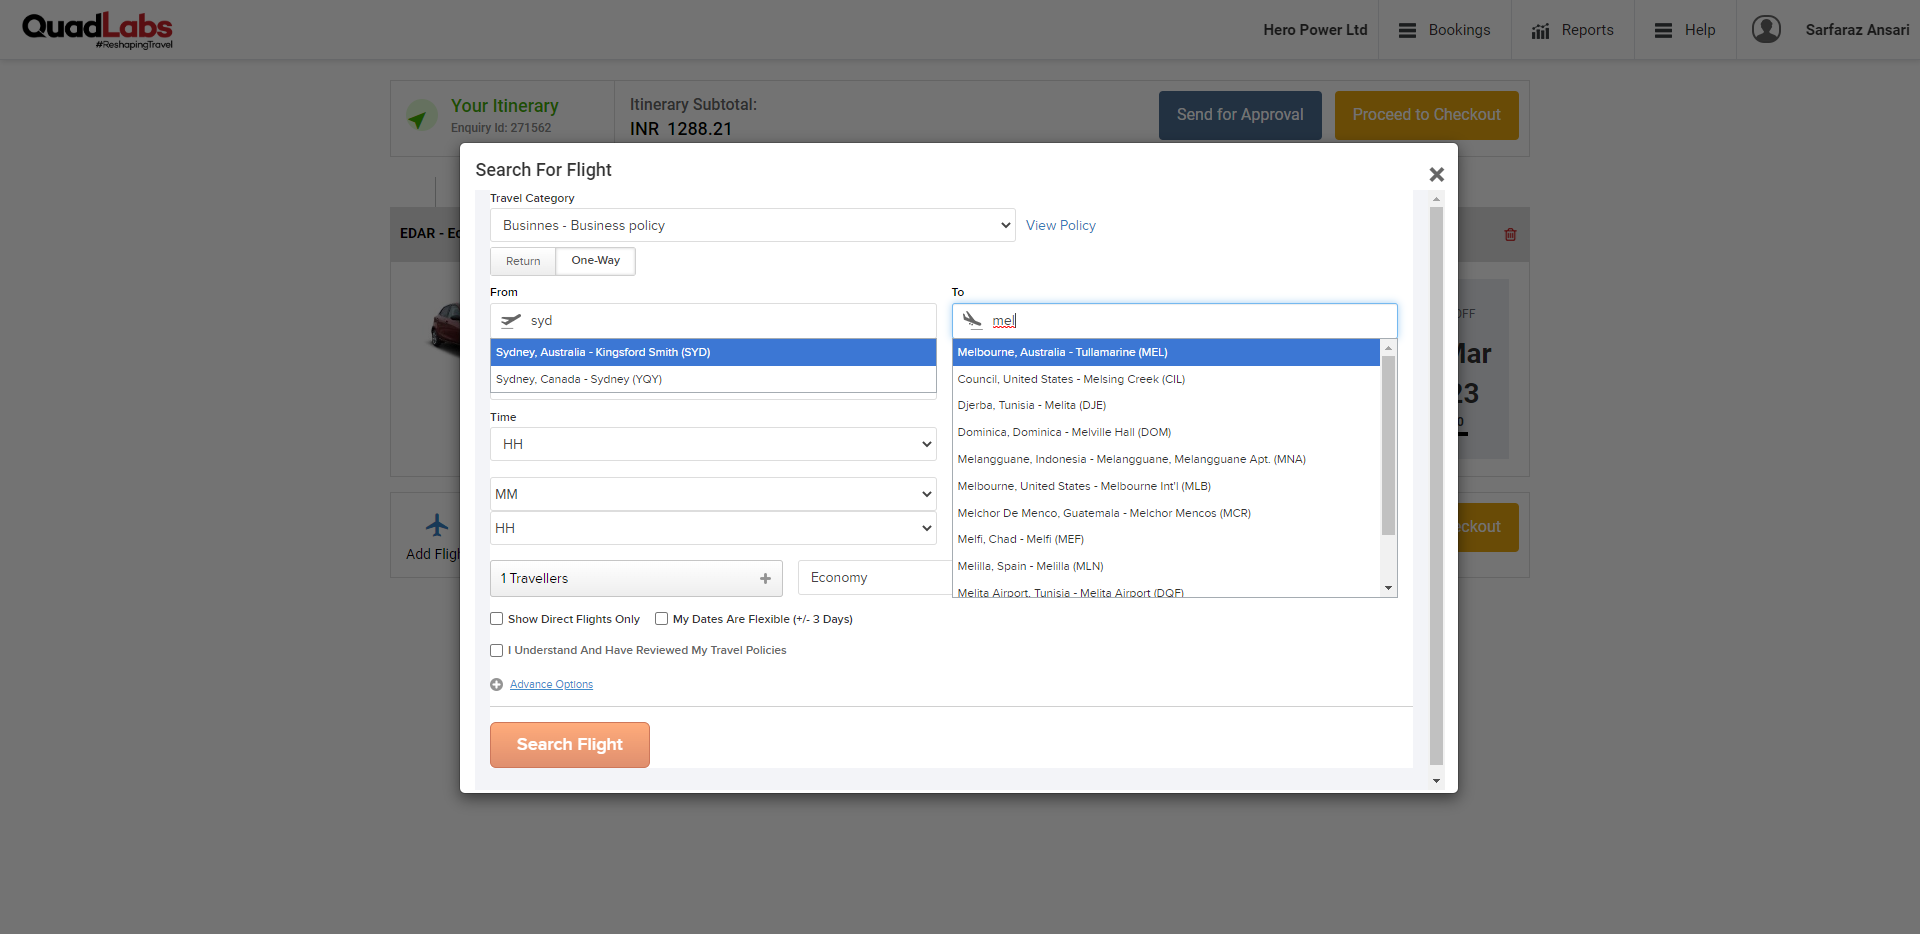 QuadLabs
#ReshapingTravel
Hero Power Ltd
Bookings
Reports
Help
Sarfaraz Ansari
Your Itinerary
Enquiry Id: 271562
Itinerary Subtotal:
INR 1288.21
Send for Approval
Proceed to Checkout
EDAR - Ec
OFF
Mar
23
0
Add Fligh
eckout
Search For Flight
Travel Category
Businnes - Business policy
View Policy
Return
One-Way
From
To
syd
mel
Sydney, Australia - Kingsford Smith (SYD)
Sydney, Canada - Sydney (YQY)
Melbourne, Australia - Tullamarine (MEL)
Council, United States - Melsing Creek (CIL)
Djerba, Tunisia - Melita (DJE)
Dominica, Dominica - Melville Hall (DOM)
Melangguane, Indonesia - Melangguane, Melangguane Apt. (MNA)
Melbourne, United States - Melbourne Int'l (MLB)
Melchor De Menco, Guatemala - Melchor Mencos (MCR)
Melfi, Chad - Melfi (MEF)
Melilla, Spain - Melilla (MLN)
Melita Airport, Tunisia - Melita Airport (DQF)
Time
HH
MM
HH
1 Travellers
Economy
Show Direct Flights Only
My Dates Are Flexible (+/- 3 Days)
I Understand And Have Reviewed My Travel Policies
Advance Options
Search Flight